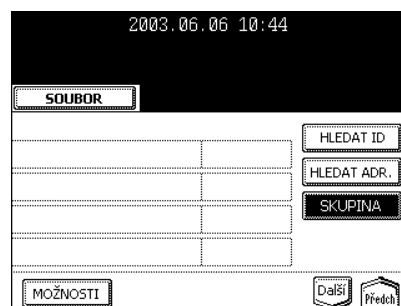 2003.06.06 10:44
SOUBOR
HLEDAT ID
HLEDAT ADR.
SKUPINA
MOŽNOSTI
Další
Předch